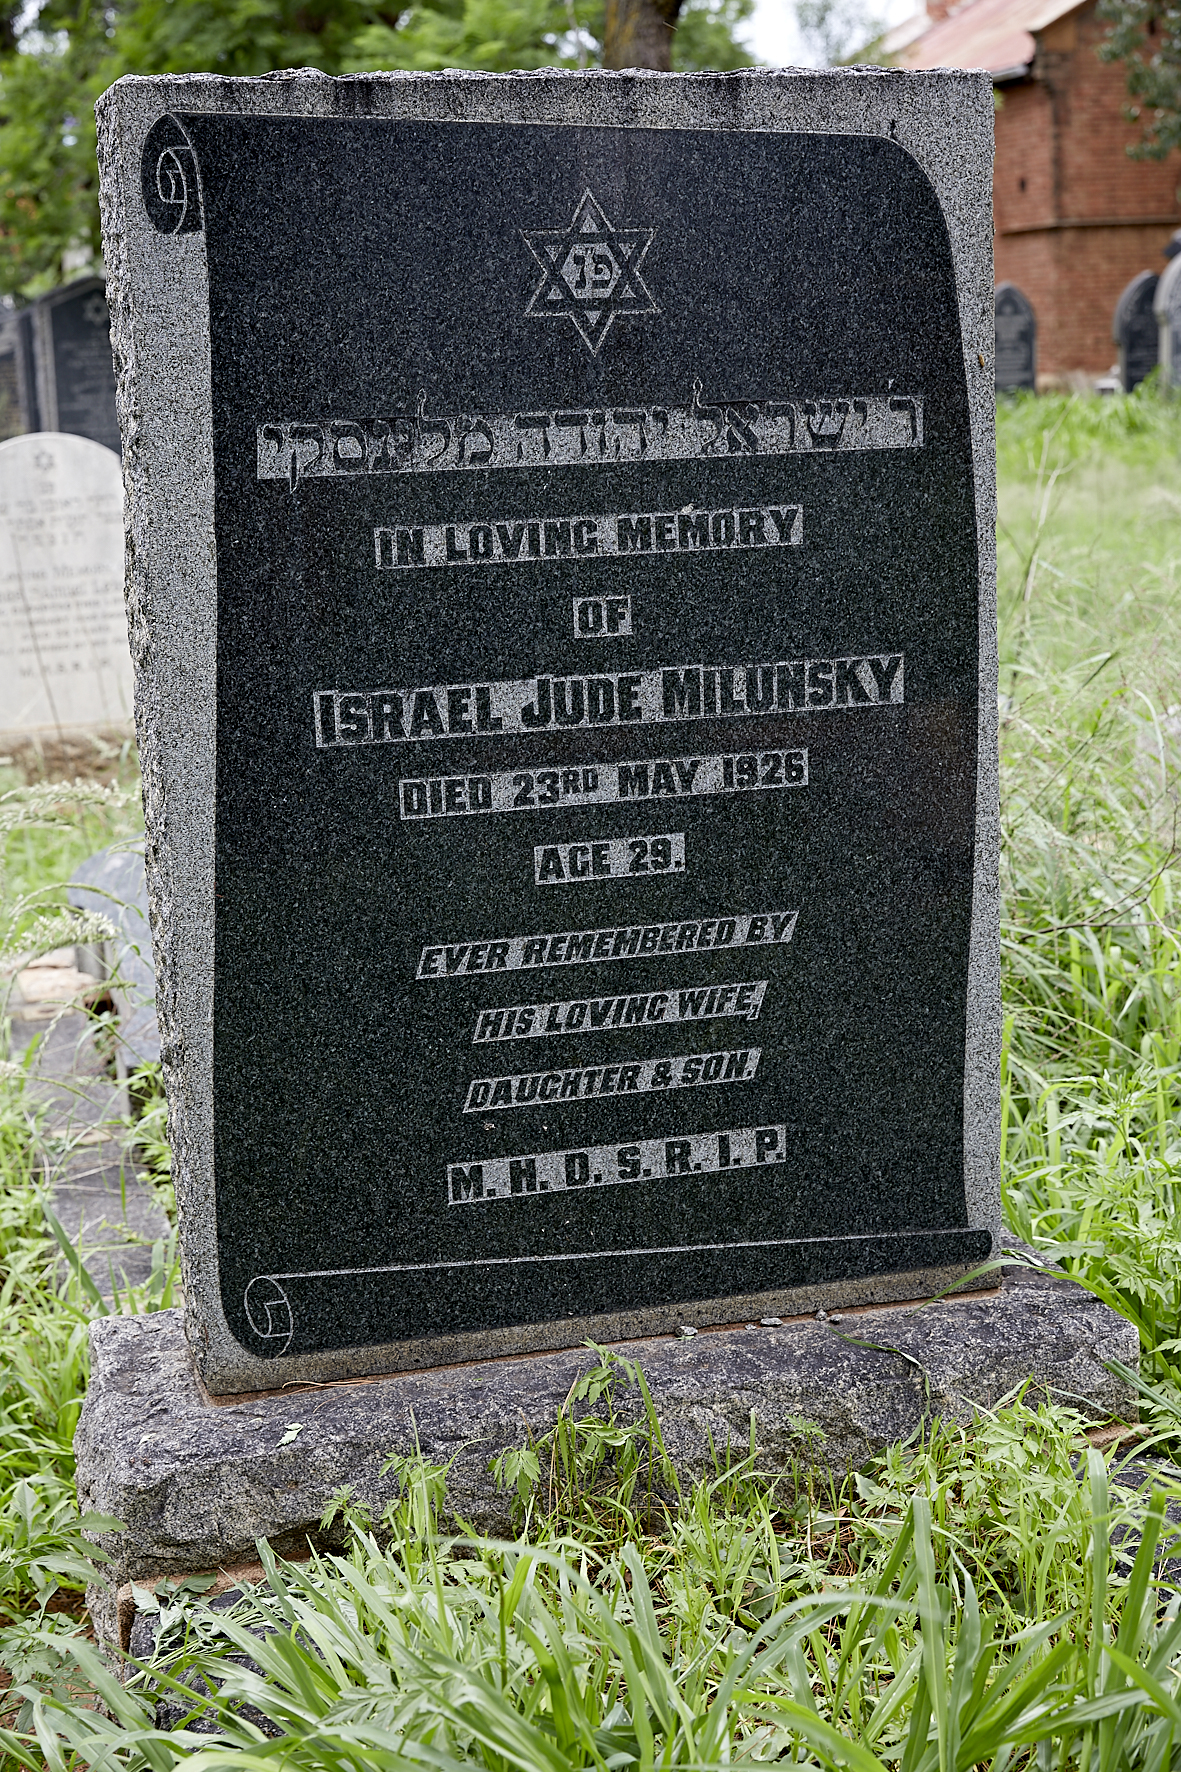 פנ
ר ישראל יהודה
IN LOVING MEMORY
OF
ISRAEL JUDE MILUNSKY
DIED 23RD MAY 1926
AGE 29.
EVER REMEMBERED BY
HIS LOVING WIFE,
DAUGHTER & SON.
M. H. D. S. R. I. P.